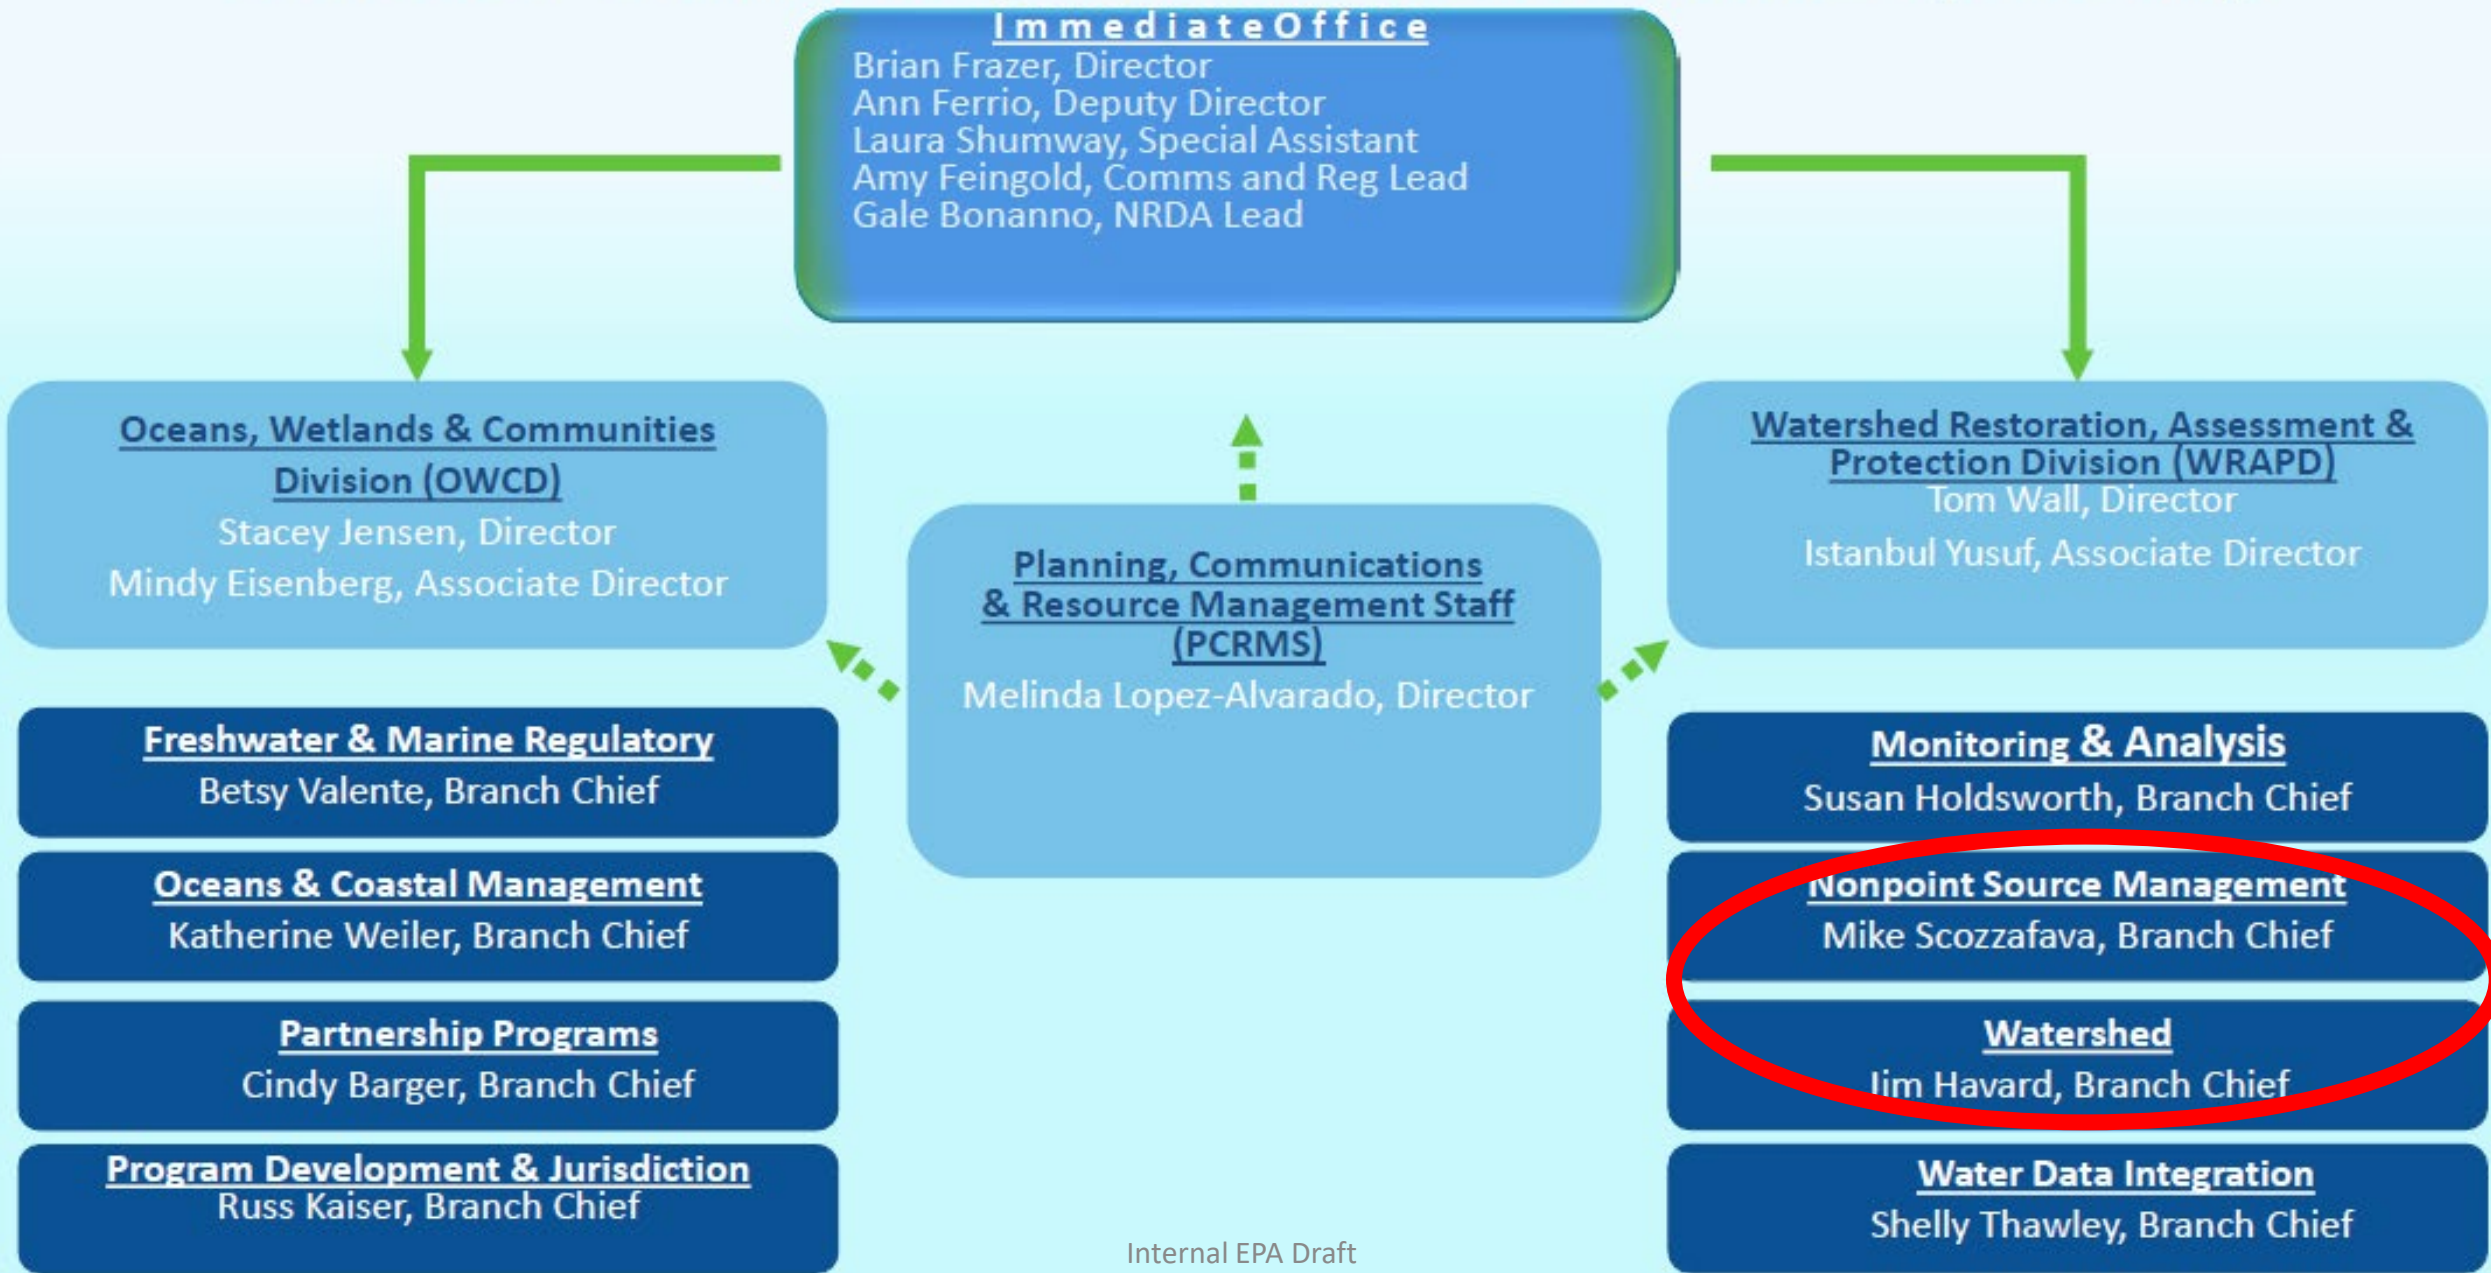 Immediate Office
Brian Frazer, Director
Ann Ferrio, Deputy Director
Laura Shumway, Special Assistant
Amy Feingold, Comms and Reg Lead
Gale Bonanno, NRDA Lead
Oceans, Wetlands & Communities
Division (OWCD)
Stacey Jensen, Director
Mindy Eisenberg, Associate Director
Planning, Communications
& Resource Management Staff
(PCRMS)
Melinda Lopez-Alvarado, Director
Watershed Restoration, Assessment &
Protection Division (WRAPD)
Tom Wall, Director
Istanbul Yusuf, Associate Director
Freshwater & Marine Regulatory
Betsy Valente, Branch Chief
Oceans & Coastal Management
Katherine Weiler, Branch Chief
Partnership Programs
Cindy Barger, Branch Chief
Program Development & Jurisdiction
Russ Kaiser, Branch Chief
Monitoring & Analysis
Susan Holdsworth, Branch Chief
Nonpoint Source Management
Mike Scozzafava, Branch Chief
Watershed
Jim Havard, Branch Chief
Water Data Integration
Shelly Thawley, Branch Chief
Internal EPA Draft